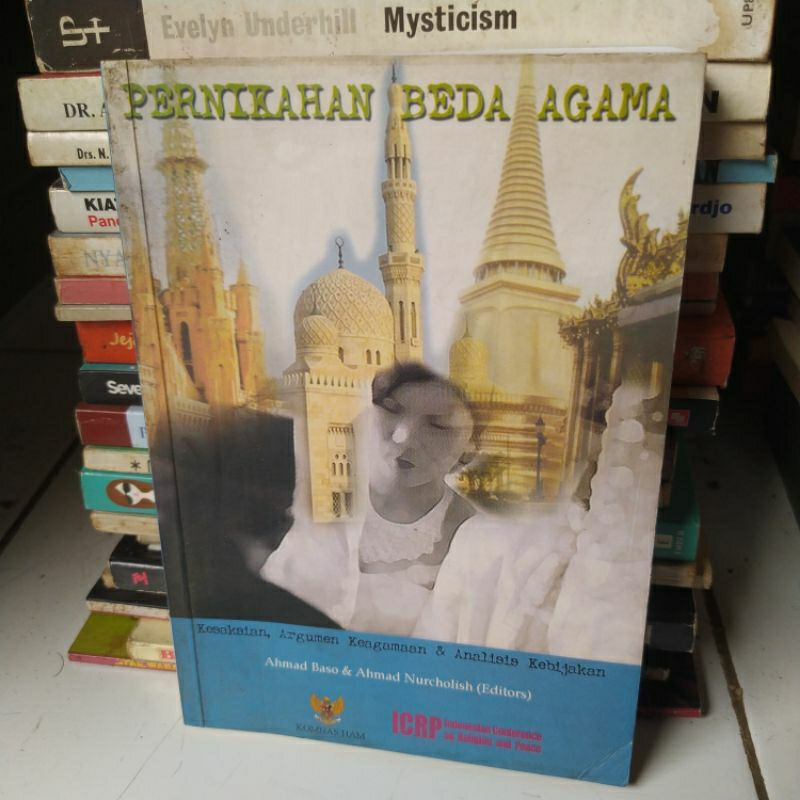 Evelyn Underhill Mysticism
DR. A
Drs. N.
KIA
rdjo
NYA
Jej
Seve
PERNIKAHAN BEDA AGAMA
Kesaksian, Argumen Keagamaan & Analisis Kebijakan
Ahmad Baso & Ahmad Nurcholish (Editors)
KOMNAS HAM
ICRP Indonesian Conference
on Religion and Peace